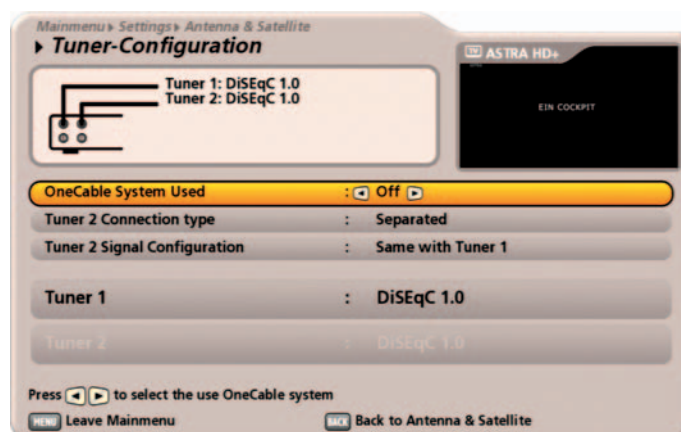 Mainmenu Settings Antenna & Satellite
Tuner-Configuration
TV ASTRA HD+
EIN COCKPIT
Tuner 1: DiSEqC 1.0
Tuner 2: DiSEqC 1.0
OneCable System Used : Off
Tuner 2 Connection type : Separated
Tuner 2 Signal Configuration : Same with Tuner 1
Tuner 1 : DiSEqC 1.0
Tuner 2 : DiSEqC 1.0
Press to select the use OneCable system
MENU Leave Mainmenu BACK Back to Antenna & Satellite